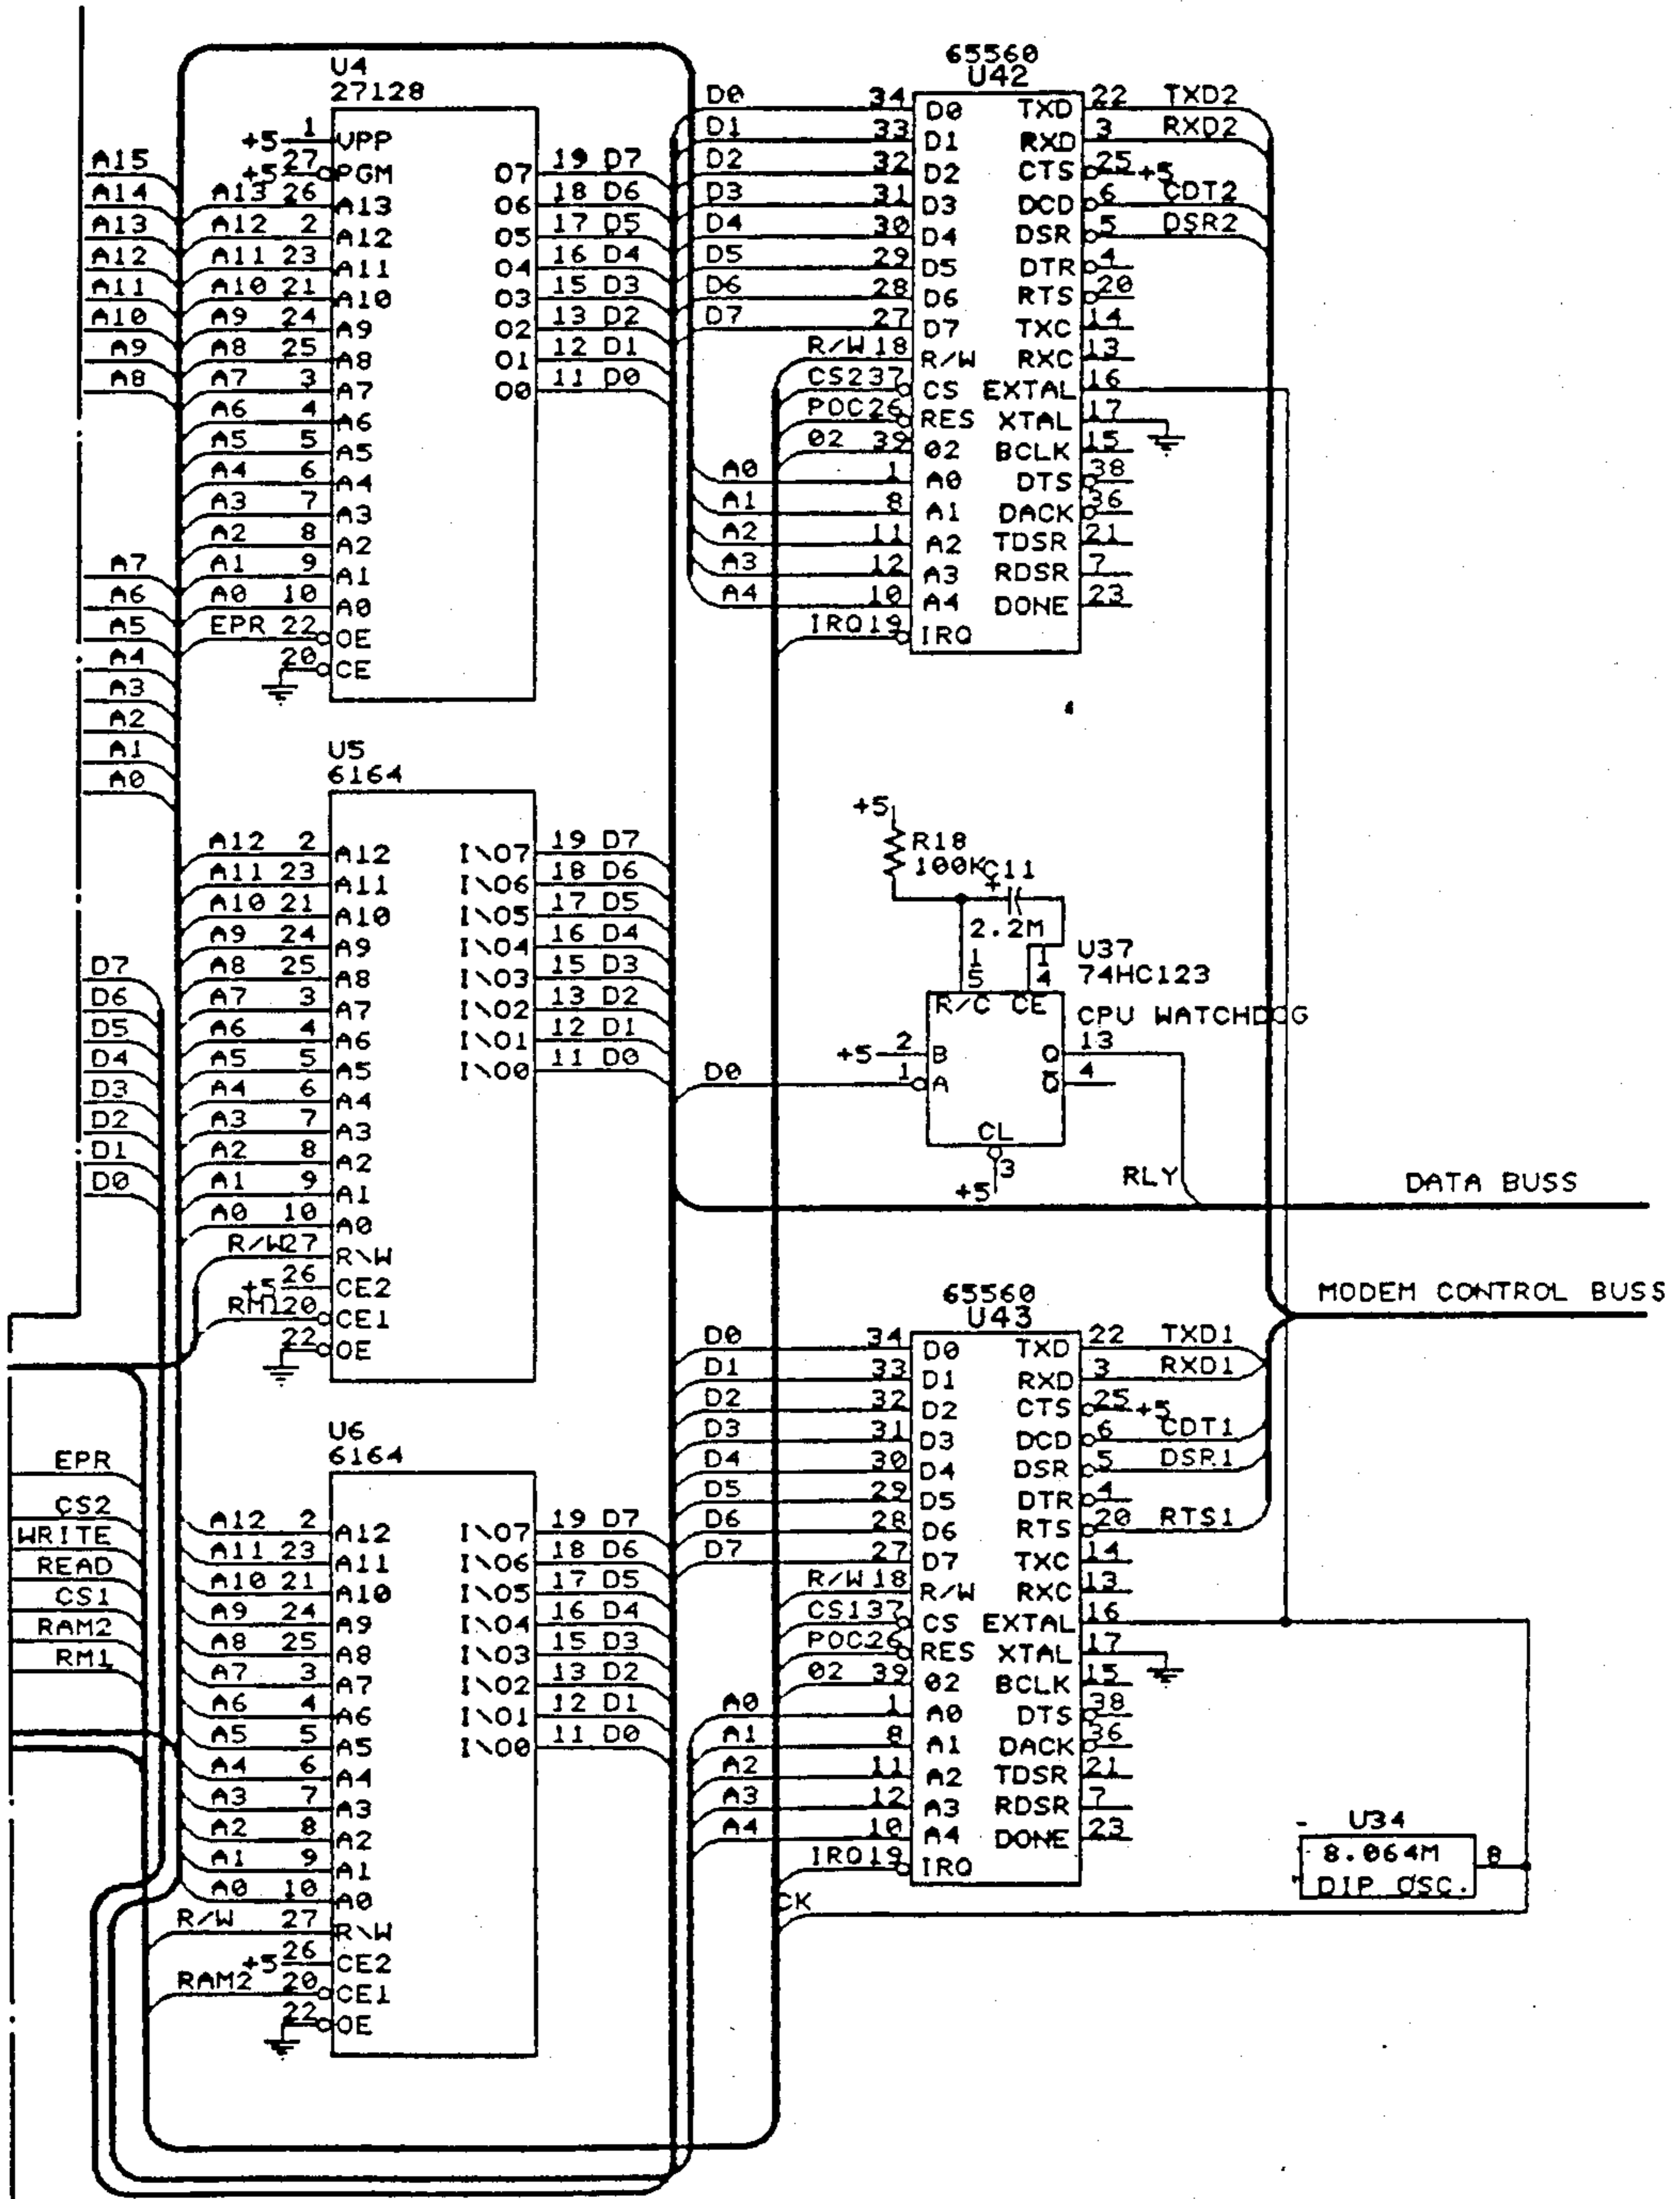 A15
A14
A13
A12
A11
A10
A9
A8
A7
A6
A5
A4
A3
A2
A1
A0
D7
D6
D5
D4
D3
D2
D1
D0
EPR
CS2
WRITE
READ
CS1
RAM2
RM1
U4
27128
+5 1 VPP
+5 27 PGM
A13 26 A13
A12 2 A12
A11 23 A11
A10 21 A10
A9 24 A9
A8 25 A8
A7 3 A7
A6 4 A6
A5 5 A5
A4 6 A4
A3 7 A3
A2 8 A2
A1 9 A1
A0 10 A0
EPR 22 OE
20 CE
O7 19 D7
O6 18 D6
O5 17 D5
O4 16 D4
O3 15 D3
O2 13 D2
O1 12 D1
O0 11 D0
U5
6164
A12 2 A12
A11 23 A11
A10 21 A10
A9 24 A9
A8 25 A8
A7 3 A7
A6 4 A6
A5 5 A5
A4 6 A4
A3 7 A3
A2 8 A2
A1 9 A1
A0 10 A0
R/W27 R\W
+5 26 CE2
RM120 CE1
22 OE
I\O7 19 D7
I\O6 18 D6
I\O5 17 D5
I\O4 16 D4
I\O3 15 D3
I\O2 13 D2
I\O1 12 D1
I\O0 11 D0
U6
6164
A12 2 A12
A11 23 A11
A10 21 A10
A9 24 A9
A8 25 A8
A7 3 A7
A6 4 A6
A5 5 A5
A4 6 A4
A3 7 A3
A2 8 A2
A1 9 A1
A0 10 A0
R/W 27 R\W
+5 26 CE2
RAM2 20 CE1
22 OE
I\O7 19 D7
I\O6 18 D6
I\O5 17 D5
I\O4 16 D4
I\O3 15 D3
I\O2 13 D2
I\O1 12 D1
I\O0 11 D0
65560
U42
D0 34 D0
D1 33 D1
D2 32 D2
D3 31 D3
D4 30 D4
D5 29 D5
D6 28 D6
D7 27 D7
R/W 18 R/W
CS237 CS
POC26 RES
02 39 02
A0 1 A0
A1 8 A1
A2 11 A2
A3 12 A3
A4 10 A4
IRQ19 IRQ
TXD 22 TXD2
RXD 3 RXD2
CTS 25 +5
DCD 6 CDT2
DSR 5 DSR2
DTR 4
RTS 20
TXC 14
RXC 13
EXTAL 16
XTAL 17
BCLK 15
DTS 38
DACK 36
TDSR 21
RDSR 7
DONE 23
+5
R18
100K
C11
+
2.2M
U37
74HC123
15
14
R/C CE
CPU WATCHDOG
+5 2 B
D0 1 A
Q 13
Q 4
CL
3
+5
RLY
DATA BUSS
MODEM CONTROL BUSS
65560
U43
D0 34 D0
D1 33 D1
D2 32 D2
D3 31 D3
D4 30 D4
D5 29 D5
D6 28 D6
D7 27 D7
R/W 18 R/W
CS137 CS
POC26 RES
02 39 02
A0 1 A0
A1 8 A1
A2 11 A2
A3 12 A3
A4 10 A4
IRQ19 IRQ
CK
TXD 22 TXD1
RXD 3 RXD1
CTS 25 +5
DCD 6 CDT1
DSR 5 DSR1
DTR 4
RTS 20 RTS1
TXC 14
RXC 13
EXTAL 16
XTAL 17
BCLK 15
DTS 38
DACK 36
TDSR 21
RDSR 7
DONE 23
U34
8.064M
DIP OSC.
8